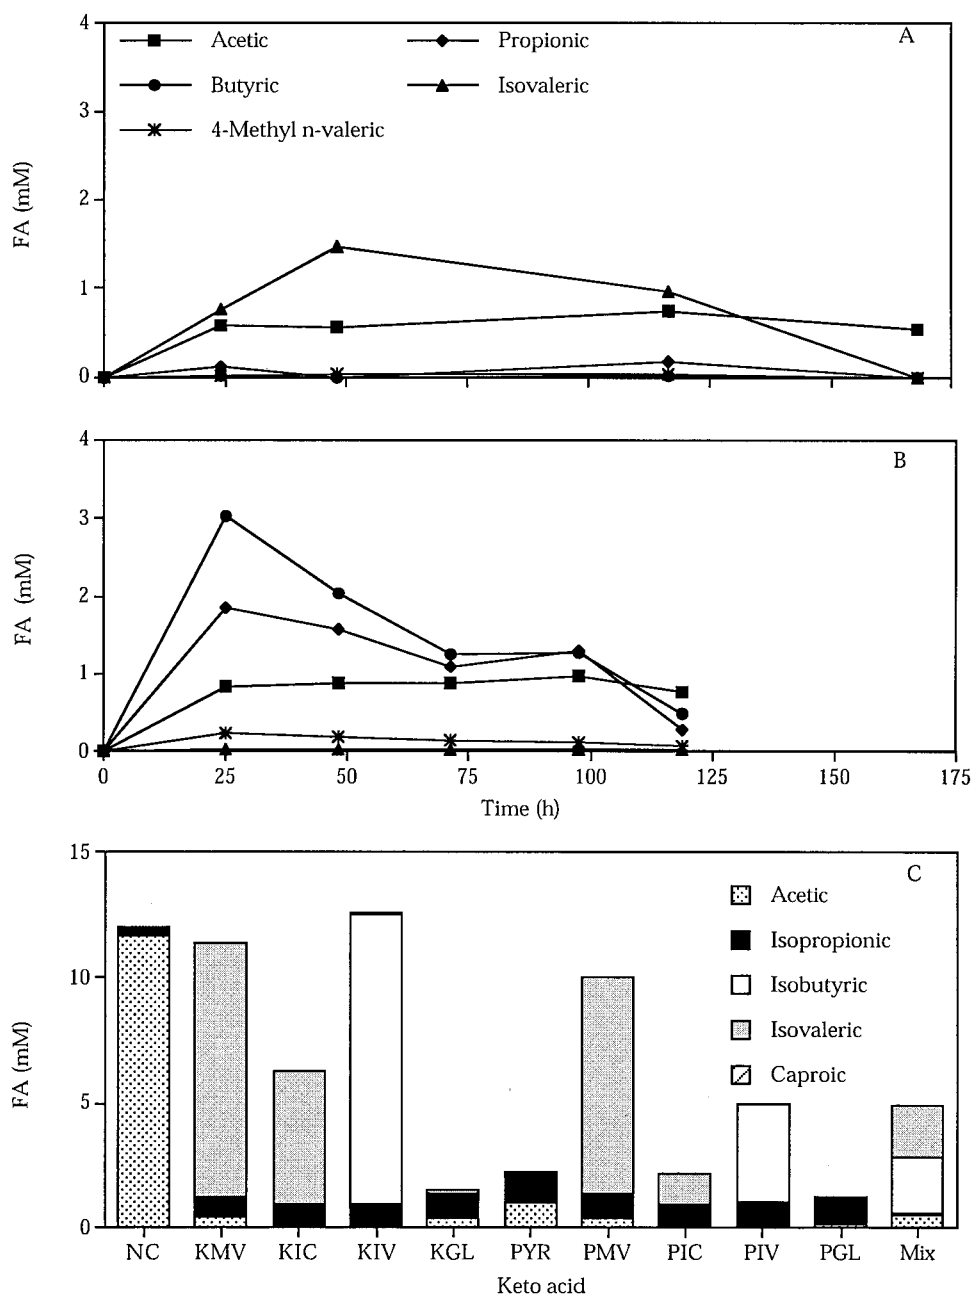 4
A
Acetic
Propionic
Butyric
Isovaleric
4-Methyl n-valeric
3
2
1
0
FA (mM)
4
B
3
2
1
0
FA (mM)
0 25 50 75 100 125 150 175
Time (h)
15
C
Acetic
Isopropionic
Isobutyric
Isovaleric
Caproic
10
5
0
FA (mM)
NC KMV KIC KIV KGL PYR PMV PIC PIV PGL Mix
Keto acid